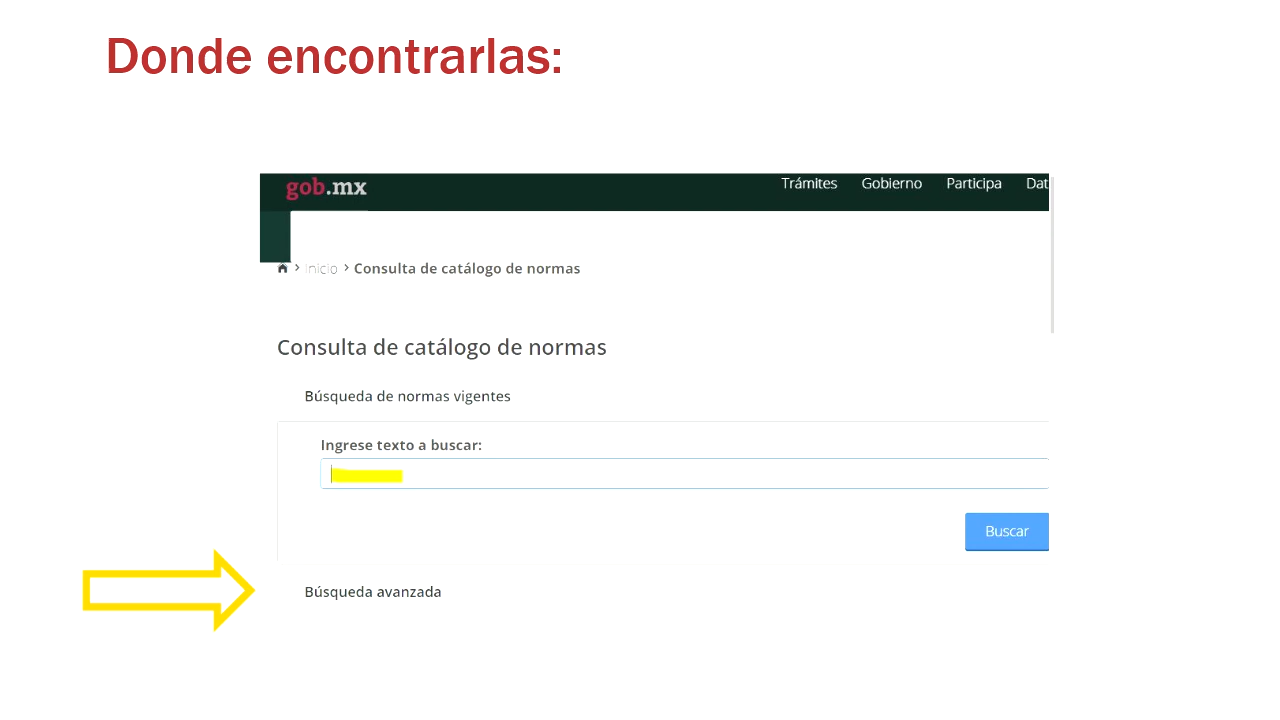 Donde encontrarlas:
gob.mx
Trámites Gobierno Participa Dat
Inicio > Consulta de catálogo de normas
Consulta de catálogo de normas
Búsqueda de normas vigentes
Ingrese texto a buscar:
Buscar
Búsqueda avanzada